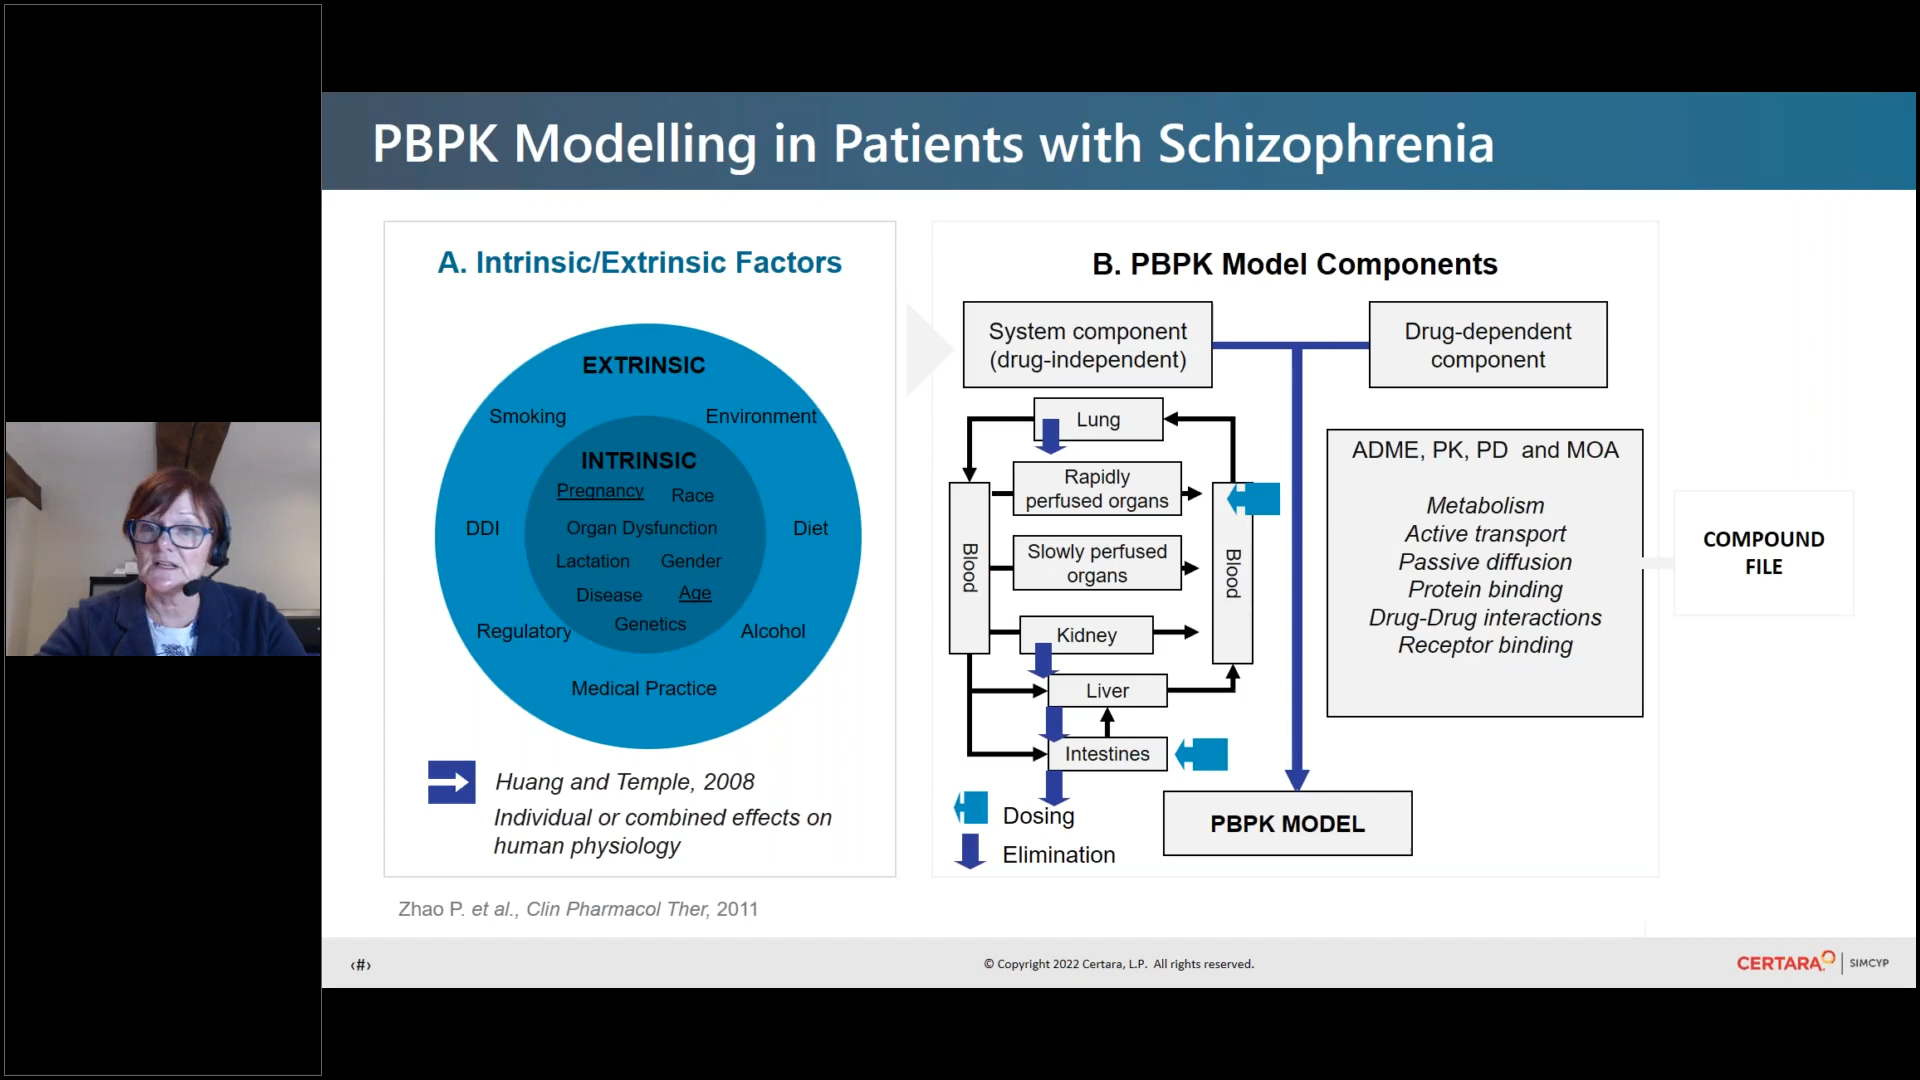 PBPK Modelling in Patients with Schizophrenia
A. Intrinsic/Extrinsic Factors
EXTRINSIC
Smoking
Environment
INTRINSIC
Pregnancy
Race
Organ Dysfunction
DDI
Diet
Lactation
Gender
Disease
Age
Genetics
Regulatory
Alcohol
Medical Practice
Huang and Temple, 2008
Individual or combined effects on
human physiology
Zhao P. et al., Clin Pharmacol Ther, 2011
B. PBPK Model Components
System component
(drug-independent)
Drug-dependent
component
Lung
Rapidly
perfused organs
Slowly perfused
organs
Blood
Blood
Kidney
Liver
Intestines
Dosing
Elimination
PBPK MODEL
ADME, PK, PD and MOA
Metabolism
Active transport
Passive diffusion
Protein binding
Drug-Drug interactions
Receptor binding
COMPOUND
FILE
‹#›
© Copyright 2022 Certara, L.P. All rights reserved.
CERTARA
SIMCYP